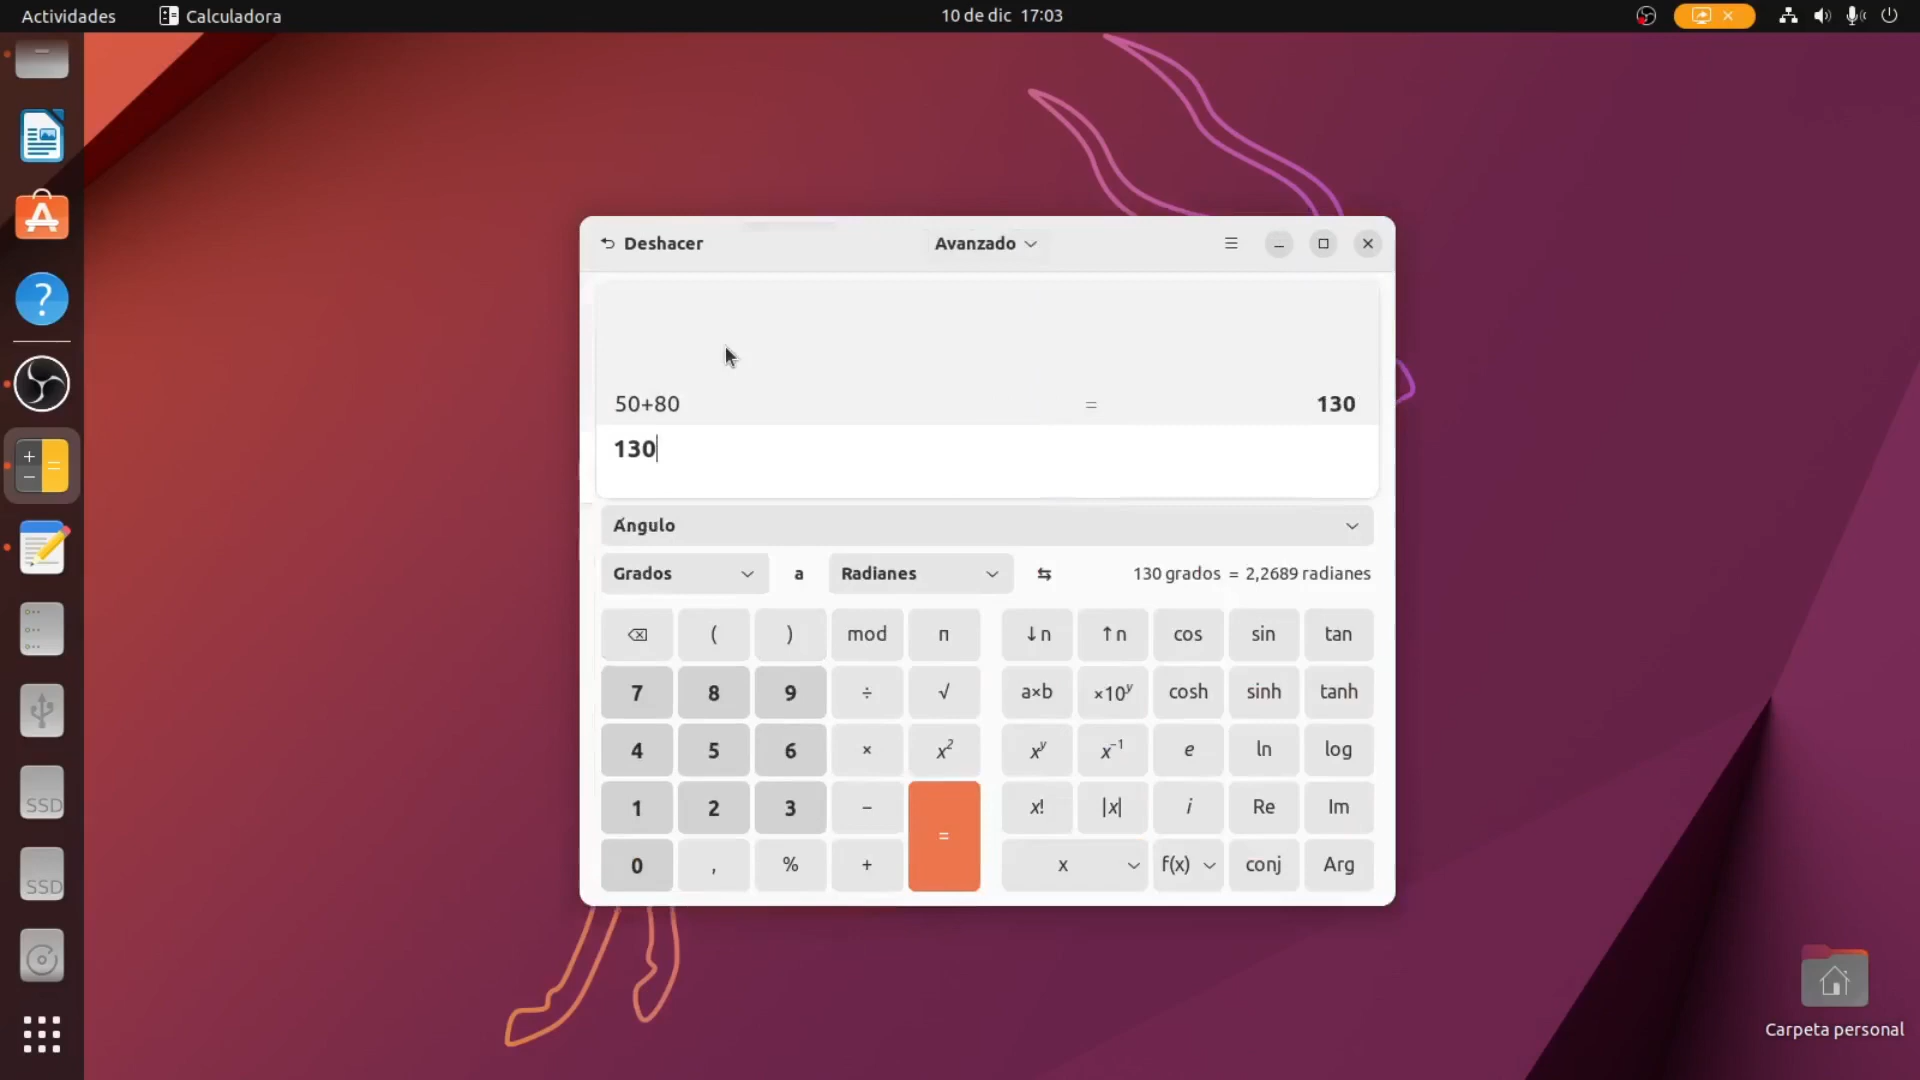 Actividades Calculadora 10 de dic 17:03
Deshacer Avanzado
50+80 = 130
130
Ángulo
Grados a Radianes 130 grados = 2,2689 radianes
( ) mod π ↓n ↑n cos sin tan
7 8 9 ÷ √ a×b ×10^y cosh sinh tanh
4 5 6 × x² x^y x⁻¹ e ln log
1 2 3 − = x! |x| i Re Im
0 , % + x f(x) conj Arg
SSD
SSD
Carpeta personal